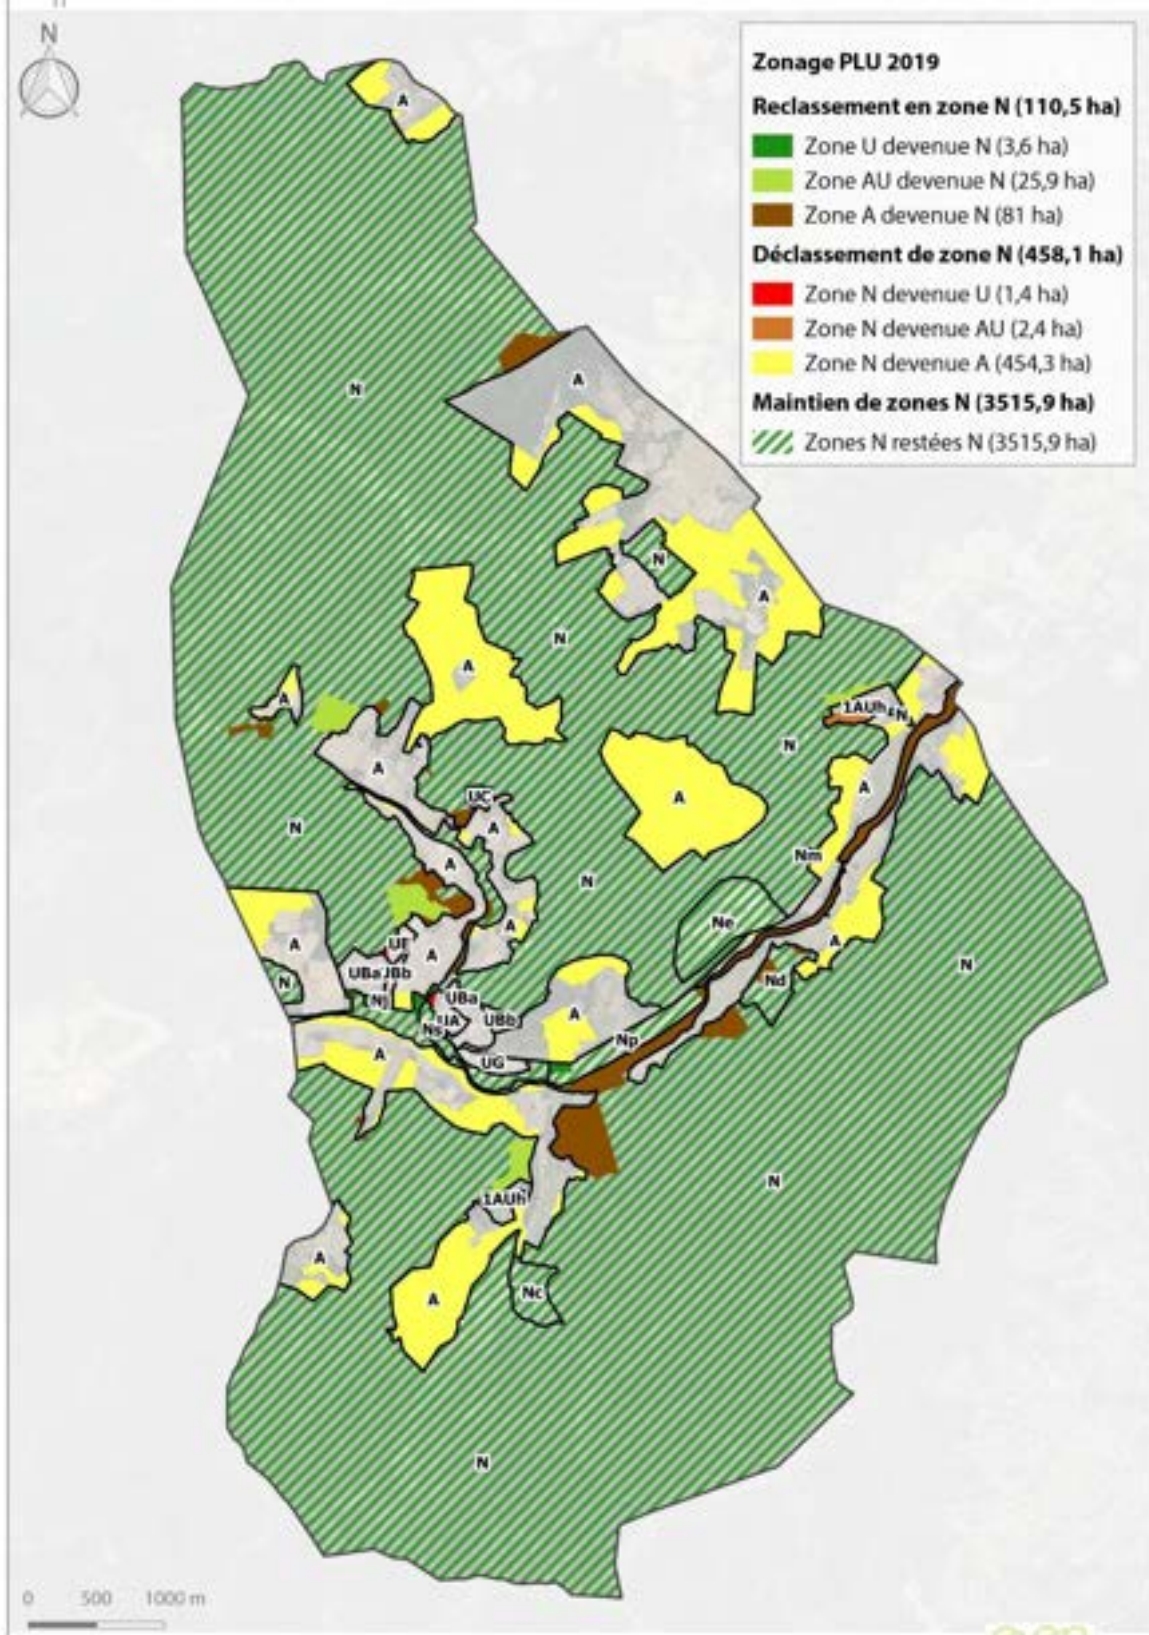 N
Zonage PLU 2019
Reclassement en zone N (110,5 ha)
Zone U devenue N (3,6 ha)
Zone AU devenue N (25,9 ha)
Zone A devenue N (81 ha)
Déclassement de zone N (458,1 ha)
Zone N devenue U (1,4 ha)
Zone N devenue AU (2,4 ha)
Zone N devenue A (454,3 ha)
Maintien de zones N (3515,9 ha)
Zones N restées N (3515,9 ha)
A
A
N
N
A
N
A
A
1AUh
N
N
A
A
A
UC
A
N
Nm
A
N
A
Ne
A
UBa
A
A
N
A
N
Nd
Nj
UBa
Ns
UA
UBb
A
Np
A
UG
N
1AUh
A
A
Nc
N
0 500 1000 m